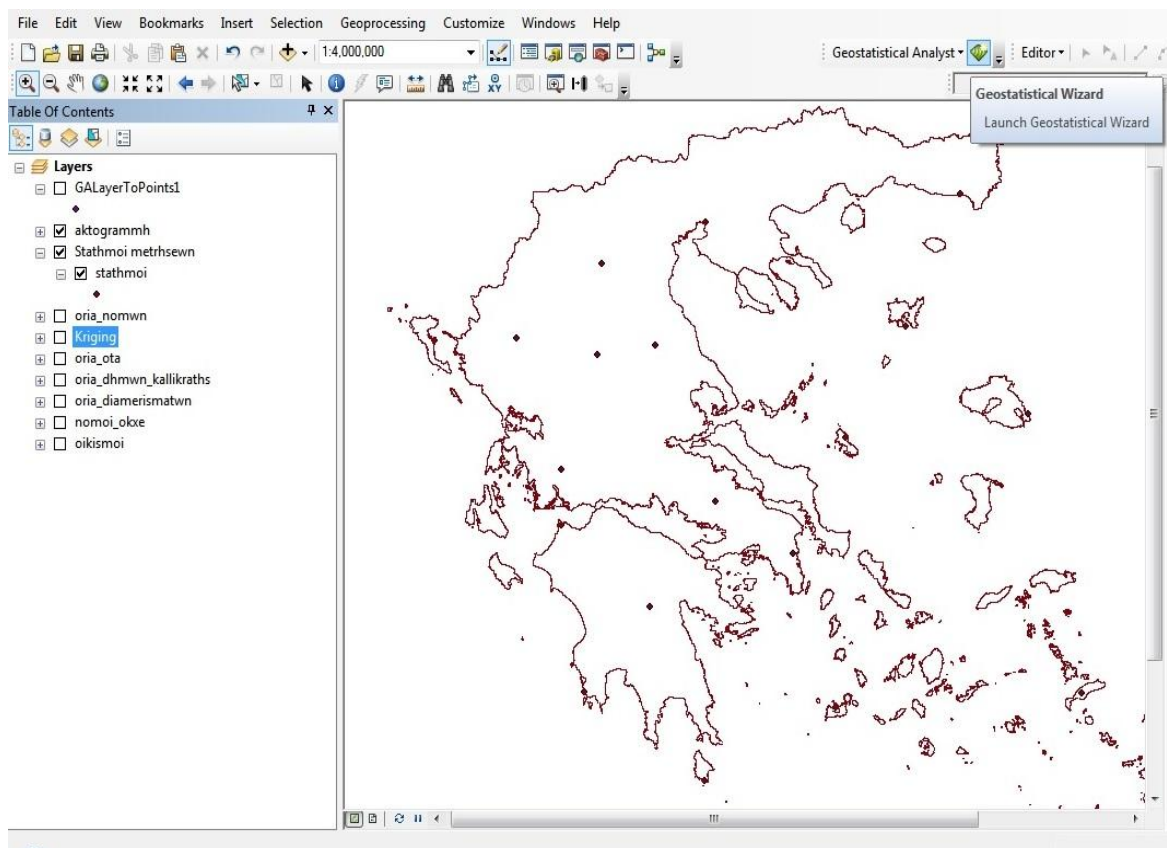 File Edit View Bookmarks Insert Selection Geoprocessing Customize Windows Help
1:4,000,000
Geostatistical Analyst
Editor
Geostatistical Wizard
Launch Geostatistical Wizard
Table Of Contents
Layers
GALayerToPoints1
aktogrammh
Stathmoi metrhsewn
stathmoi
oria_nomwn
Kriging
oria_ota
oria_dhmwn_kallikraths
oria_diamerismatwn
nomoi_okxe
oikismoi